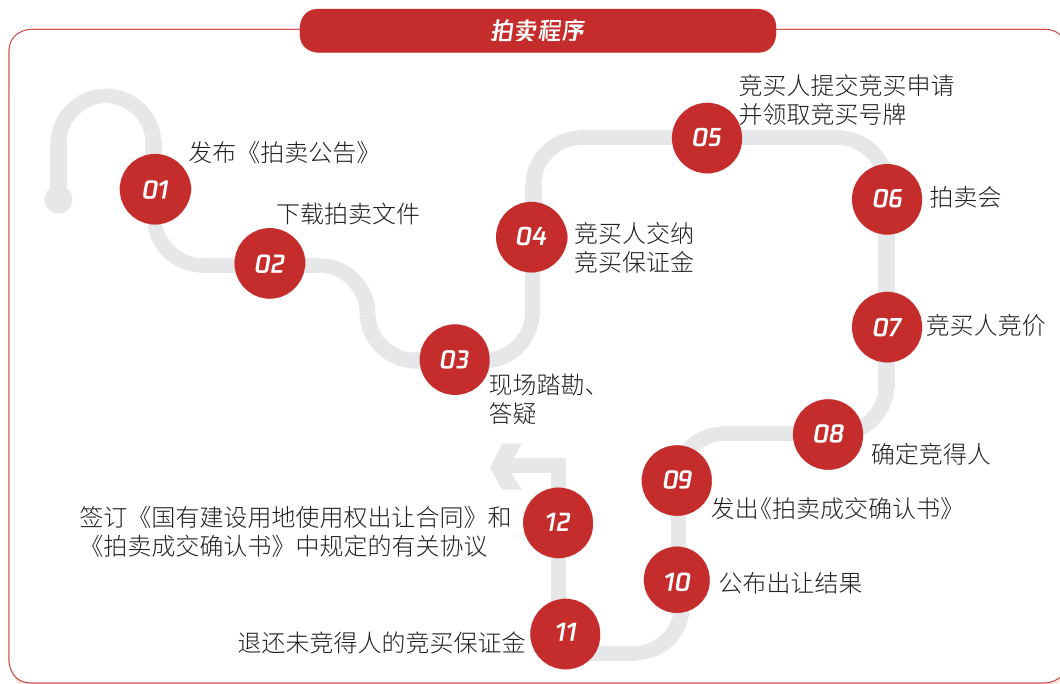 拍卖程序
01
发布《拍卖公告》
02
下载拍卖文件
03
现场踏勘、
答疑
04
竞买人交纳
竞买保证金
05
竞买人提交竞买申请
并领取竞买号牌
06
拍卖会
07
竞买人竞价
08
确定竞得人
09
发出《拍卖成交确认书》
10
公布出让结果
11
退还未竞得人的竞买保证金
12
签订《国有建设用地使用权出让合同》和
《拍卖成交确认书》中规定的有关协议